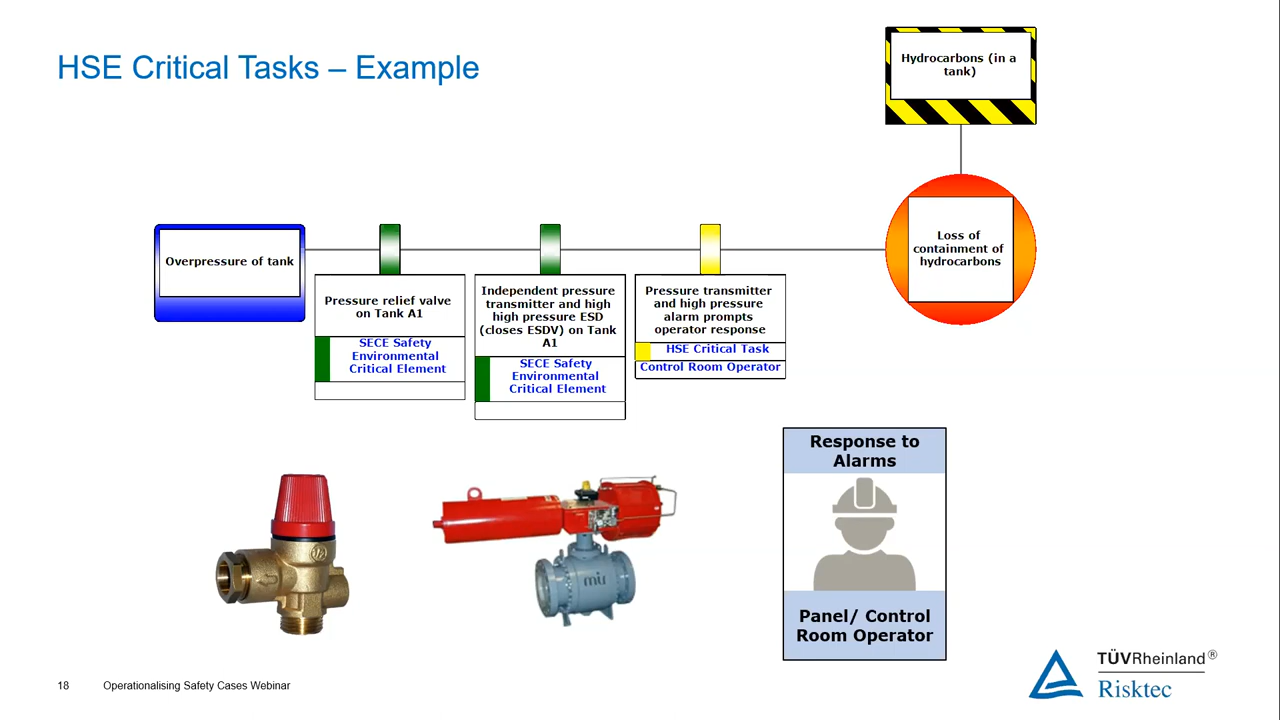 HSE Critical Tasks – Example
Hydrocarbons (in a
tank)
Overpressure of tank
Pressure relief valve
on Tank A1
SECE Safety
Environmental
Critical Element
Independent pressure
transmitter and high
high pressure ESD
(closes ESDV) on Tank
A1
SECE Safety
Environmental
Critical Element
Pressure transmitter
and high pressure
alarm prompts
operator response
HSE Critical Task
Control Room Operator
Loss of
containment of
hydrocarbons
1/2
miu
Response to
Alarms
Panel/ Control
Room Operator
18
Operationalising Safety Cases Webinar
TÜVRheinland®
Risktec